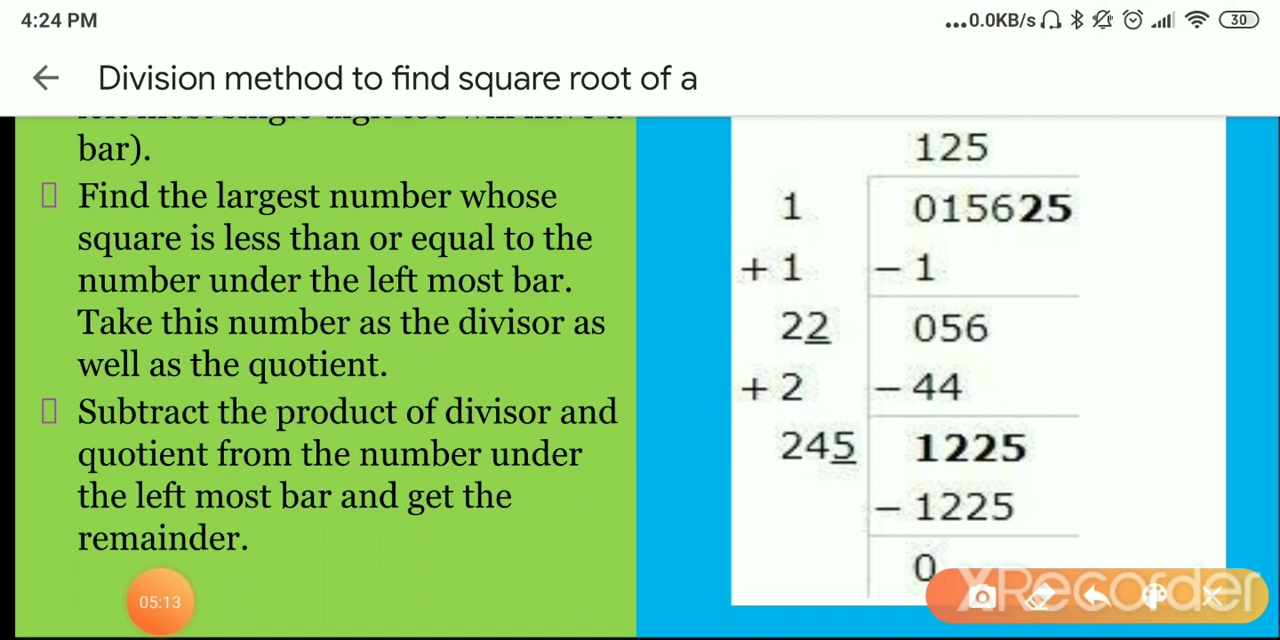 4:24 PM
...0.0KB/s 30
Division method to find square root of a
bar).
Find the largest number whose
square is less than or equal to the
number under the left most bar.
Take this number as the divisor as
well as the quotient.
Subtract the product of divisor and
quotient from the number under
the left most bar and get the
remainder.
05:13
125
1 015625
+ 1 − 1
22 056
+ 2 − 44
245 1225
− 1225
0
XRecorder